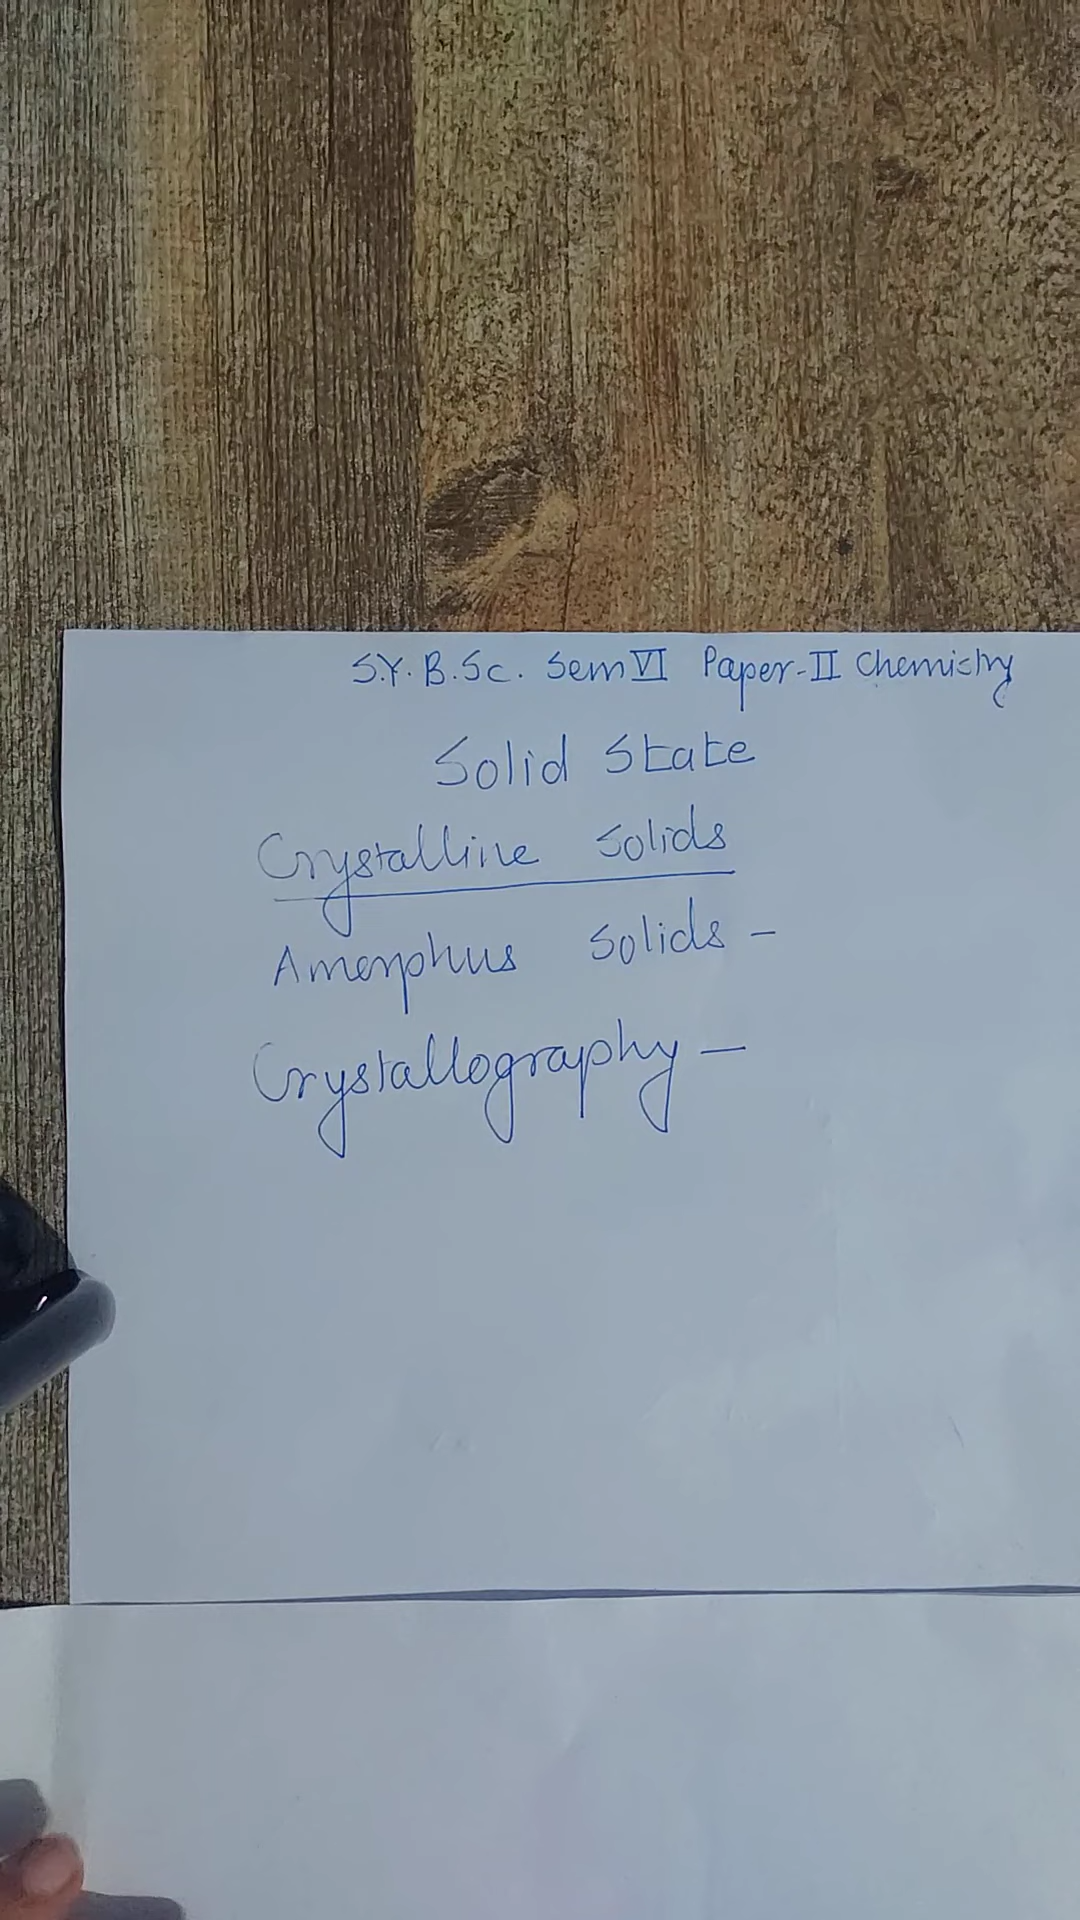 S.Y. B.Sc. Sem VI Paper-II Chemistry
Solid State
Crystalline Solids
Amorphus Solids -
Crystallography -